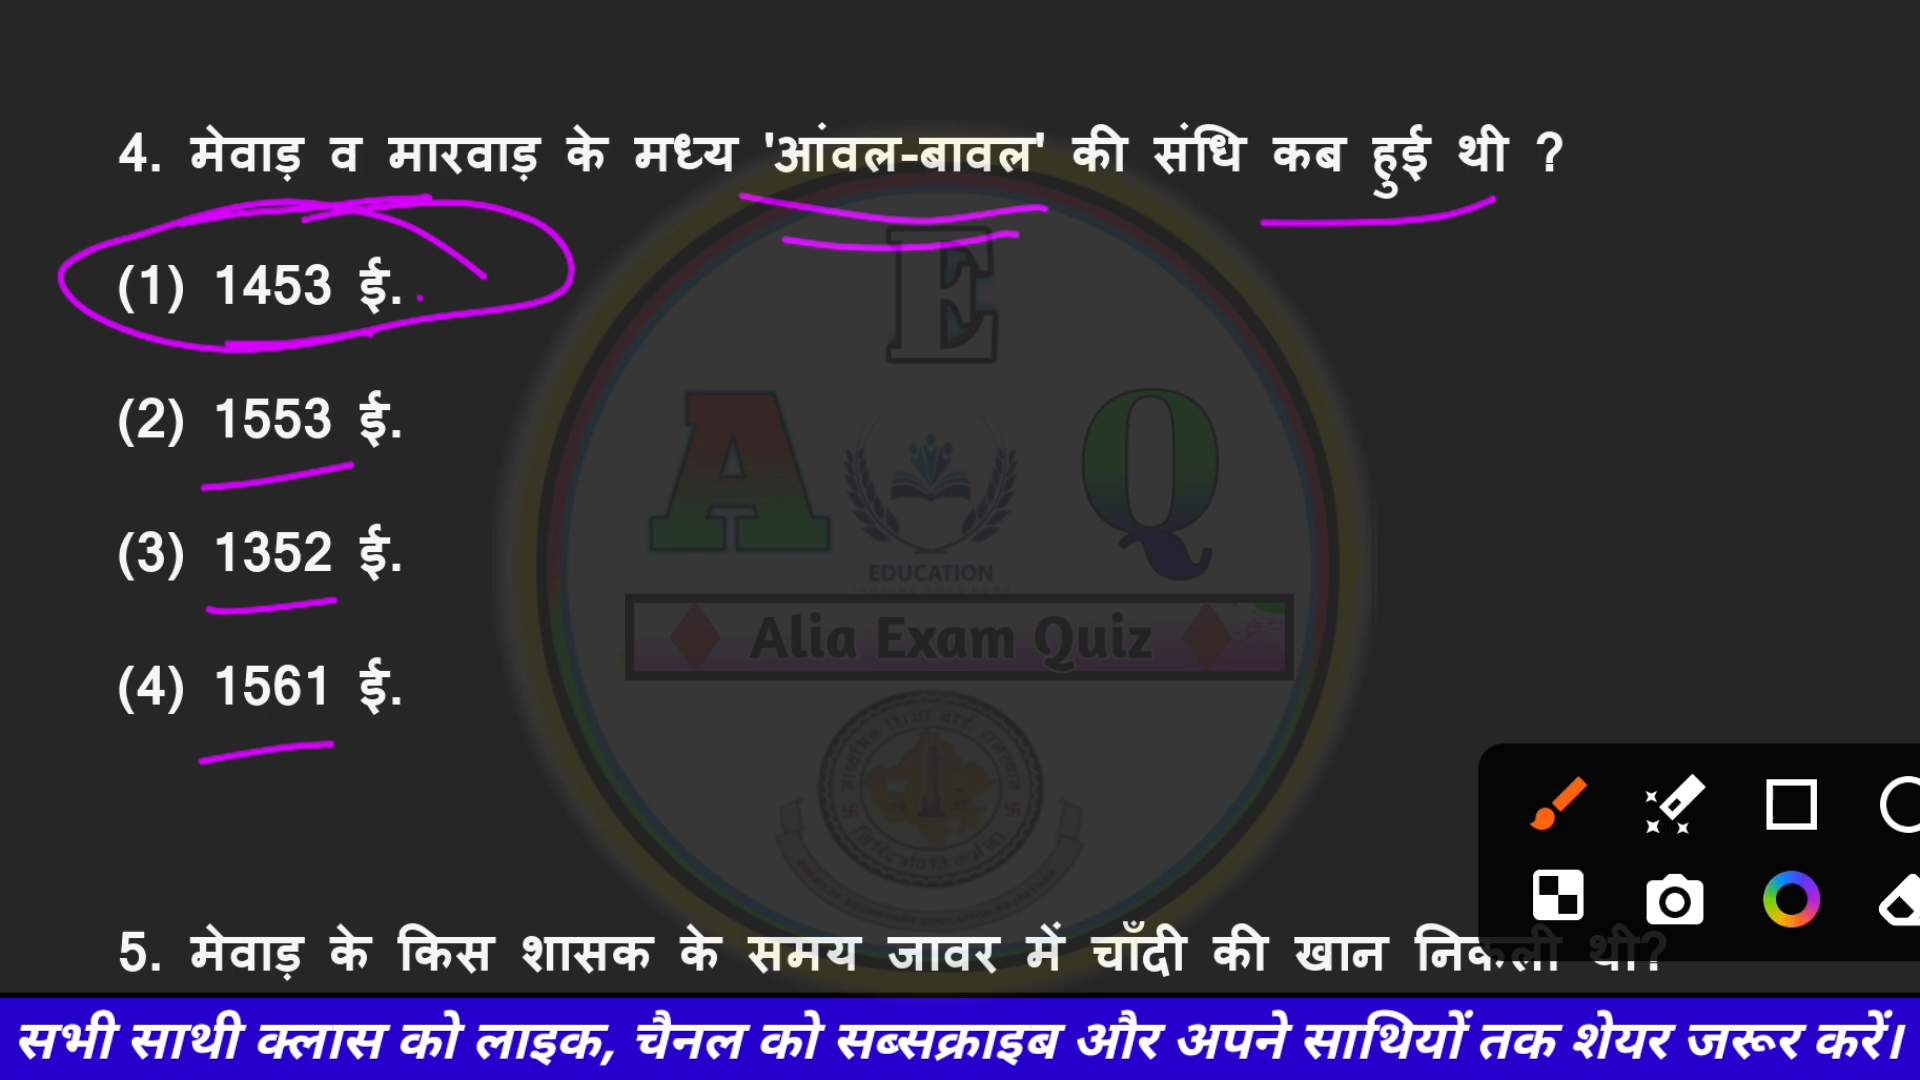 4. मेवाड़ व मारवाड़ के मध्य 'आंवल-बावल' की संधि कब हुई थी ?
(1) 1453 ई.
(2) 1553 ई.
(3) 1352 ई.
(4) 1561 ई.
E
A Q
EDUCATION
Alia Exam Quiz
5. मेवाड़ के किस शासक के समय जावर में चाँदी की खान निकली थी?
सभी साथी क्लास को लाइक, चैनल को सब्सक्राइब और अपने साथियों तक शेयर जरूर करें।